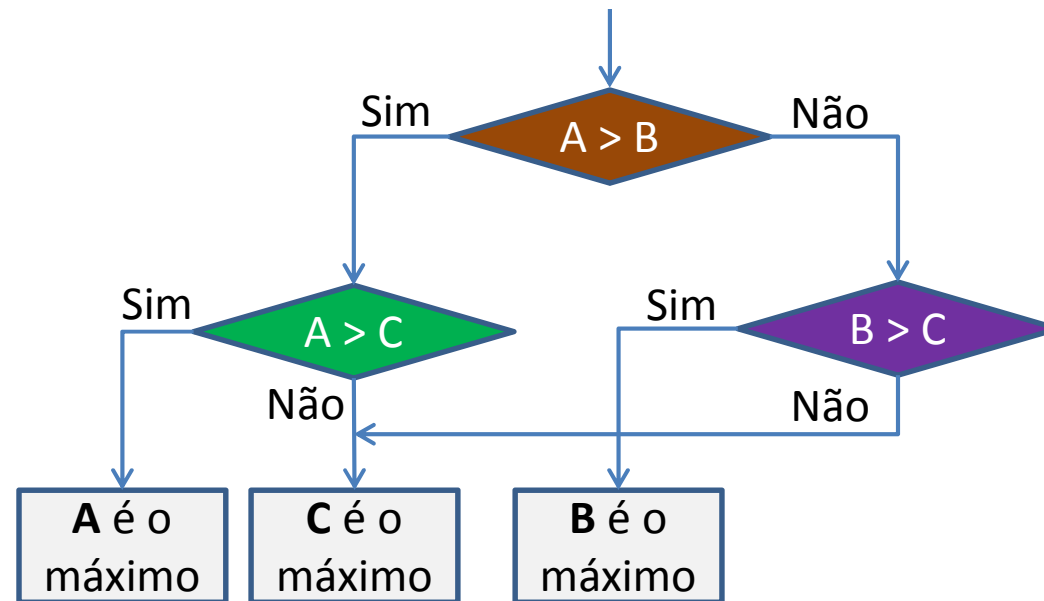 Sim
A > B
Não
Sim
A > C
Sim
B > C
Não
Não
A é o
máximo
C é o
máximo
B é o
máximo